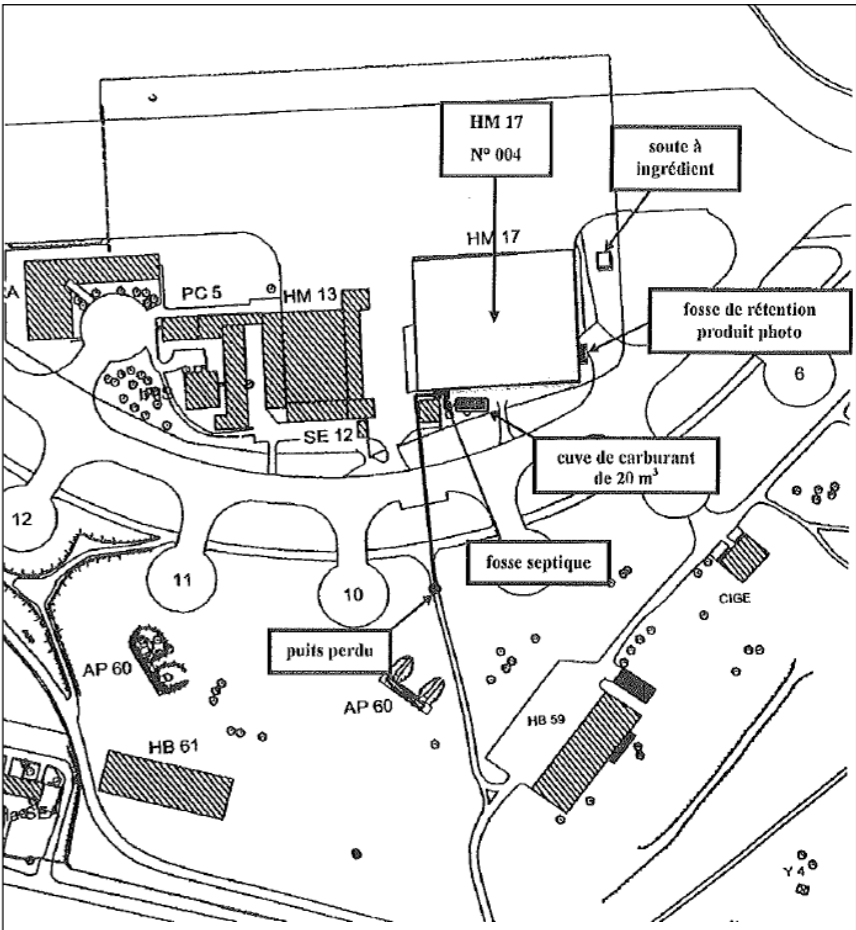 HM 17
N° 004
soute à
ingrédient
HM 17
PC 5
HM 13
fosse de rétention
produit photo
6
SE 12
cuve de carburant
de 20 m³
12
fosse septique
11
10
CIGE
puits perdu
AP 60
AP 60
HB 59
HB 61
Y 4